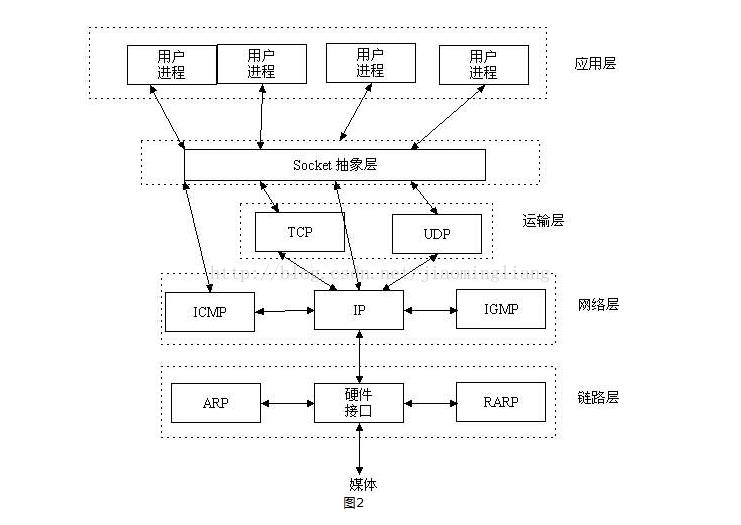 用户
进程
用户
进程
用户
进程
用户
进程
应用层
Socket 抽象层
运输层
TCP
UDP
http://blog.csdn.net/jiaomingliang
网络层
ICMP
IP
IGMP
链路层
ARP
硬件
接口
RARP
媒体
图2